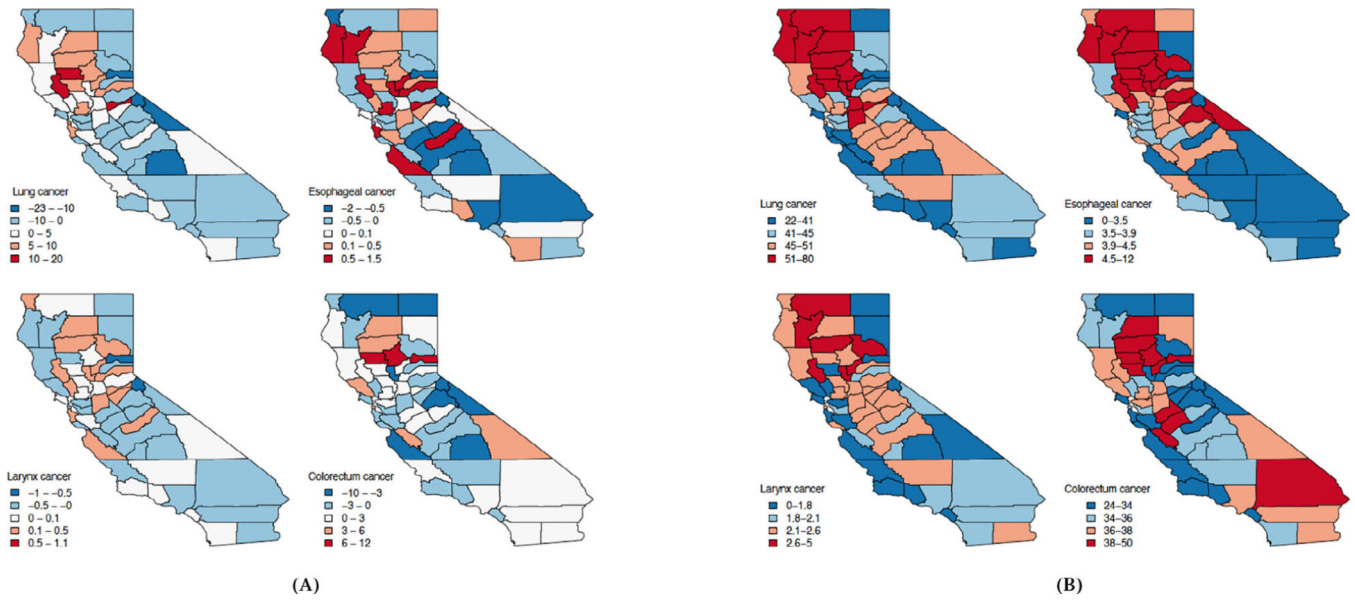 Lung cancer
−23 – −10
−10 – 0
0 – 5
5 – 10
10 – 20
Esophageal cancer
−2 – −0.5
−0.5 – 0
0 – 0.1
0.1 – 0.5
0.5 – 1.5
Larynx cancer
−1 – −0.5
−0.5 – −0
0 – 0.1
0.1 – 0.5
0.5 – 1.1
Colorectum cancer
−10 – −3
−3 – 0
0 – 3
3 – 6
6 – 12
(A)
Lung cancer
22–41
41–45
45–51
51–80
Esophageal cancer
0–3.5
3.5–3.9
3.9–4.5
4.5–12
Larynx cancer
0–1.8
1.8–2.1
2.1–2.6
2.6–5
Colorectum cancer
24–34
34–36
36–38
38–50
(B)